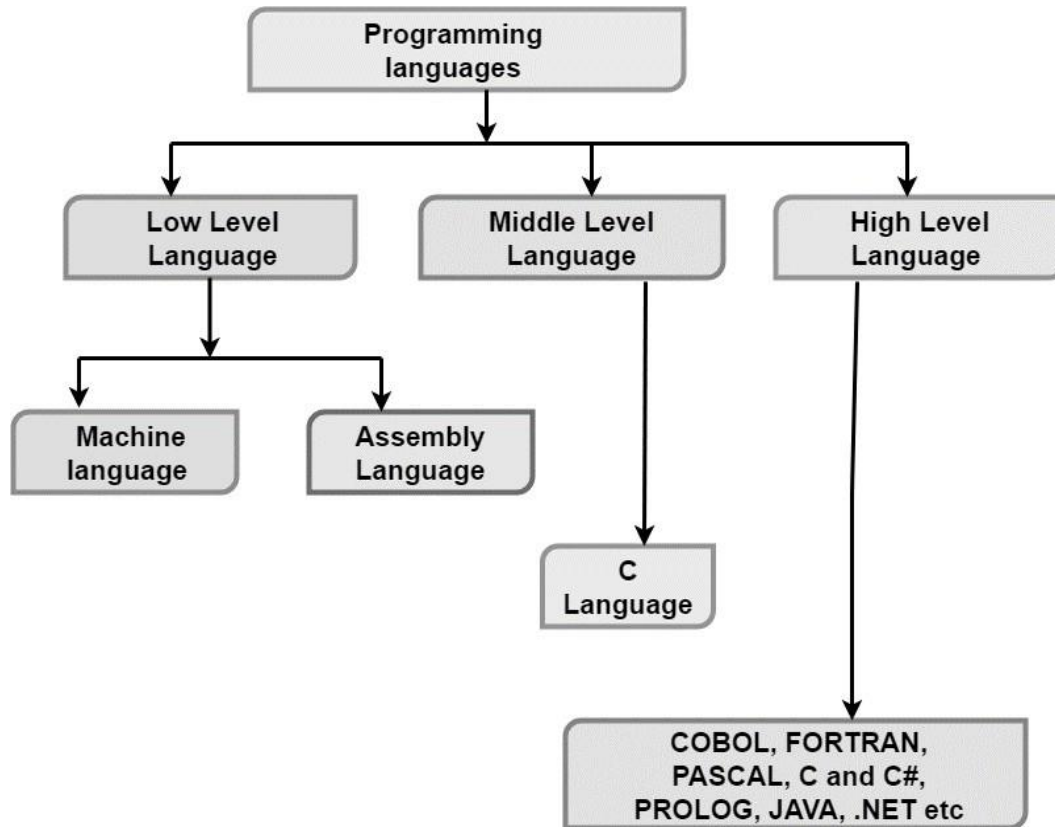 Programming
languages
Low Level
Language
Middle Level
Language
High Level
Language
Machine
language
Assembly
Language
C
Language
COBOL, FORTRAN,
PASCAL, C and C#,
PROLOG, JAVA, .NET etc